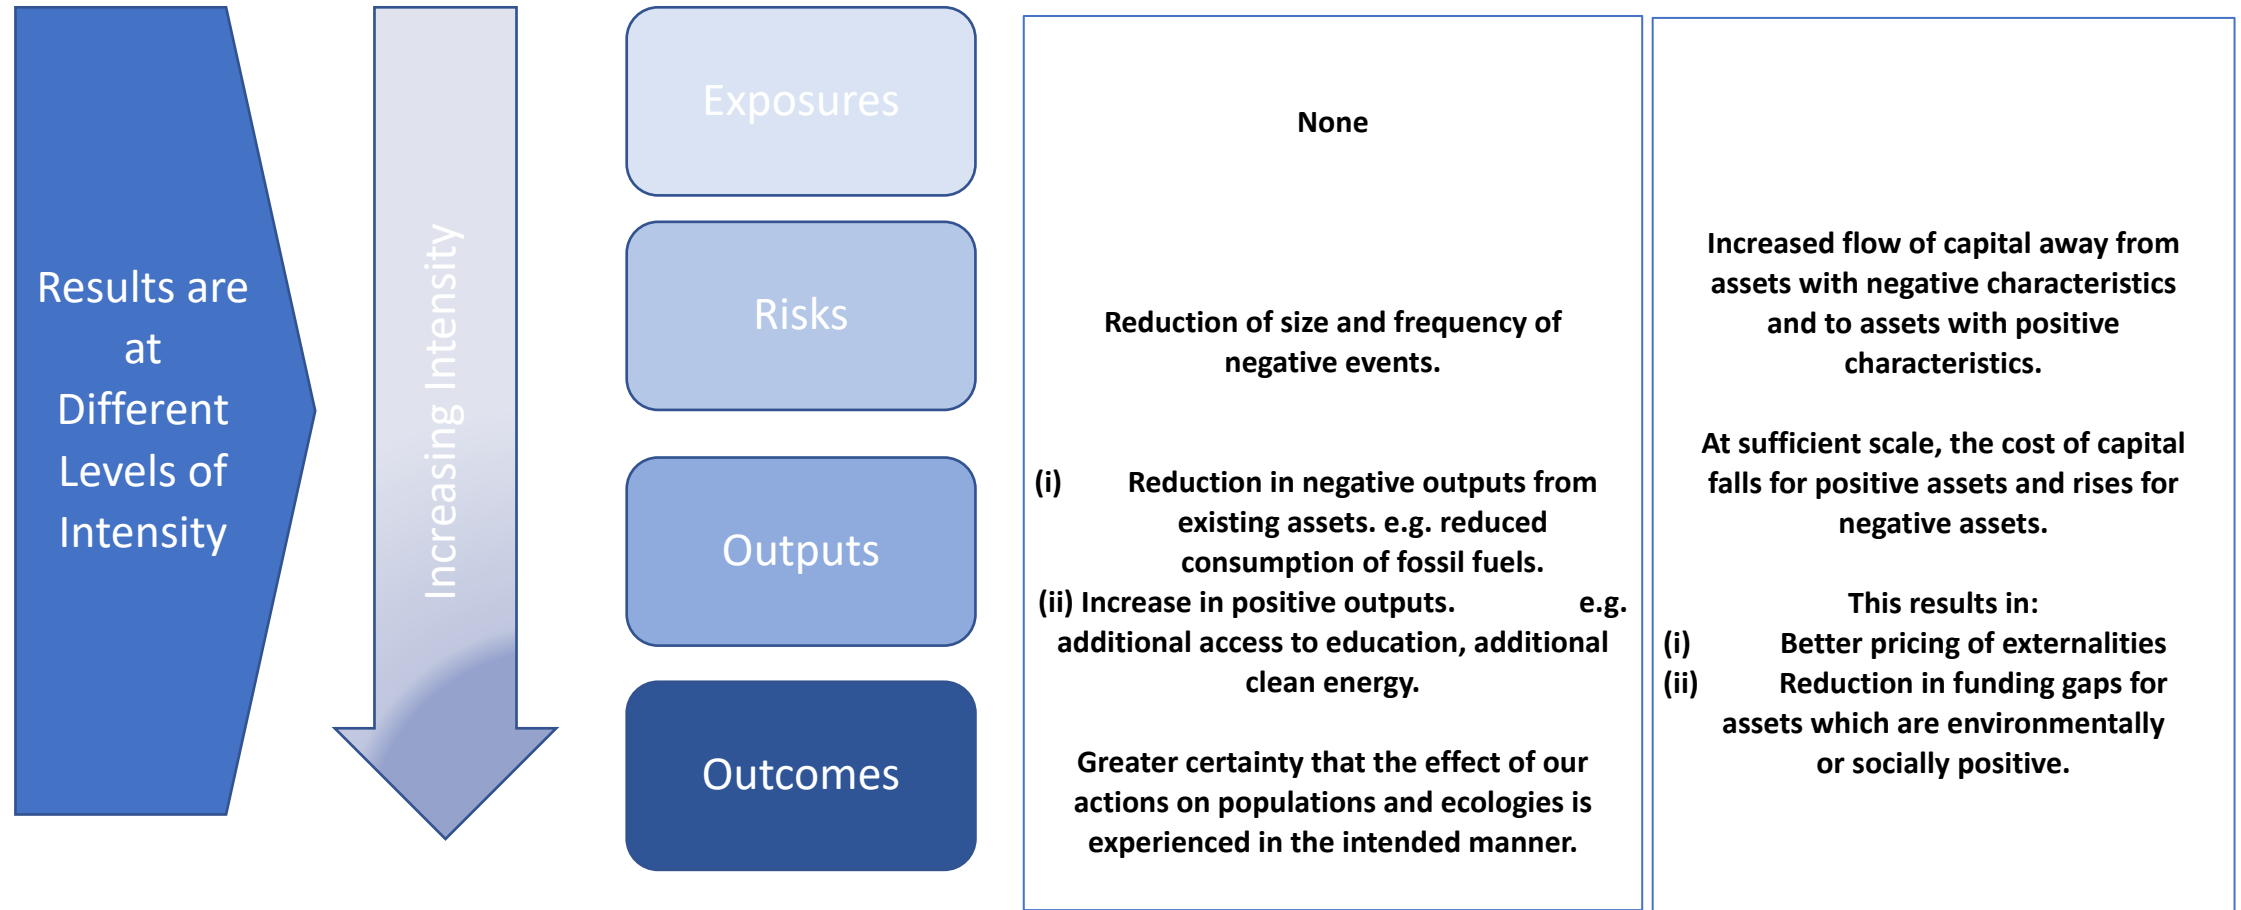 Results are
at
Different
Levels of
Intensity
Increasing Intensity
Exposures
Risks
Outputs
Outcomes
None
Reduction of size and frequency of
negative events.
(i) Reduction in negative outputs from
existing assets. e.g. reduced
consumption of fossil fuels.
(ii) Increase in positive outputs. e.g.
additional access to education, additional
clean energy.
Greater certainty that the effect of our
actions on populations and ecologies is
experienced in the intended manner.
Increased flow of capital away from
assets with negative characteristics
and to assets with positive
characteristics.
At sufficient scale, the cost of capital
falls for positive assets and rises for
negative assets.
This results in:
(i) Better pricing of externalities
(ii) Reduction in funding gaps for
assets which are environmentally
or socially positive.